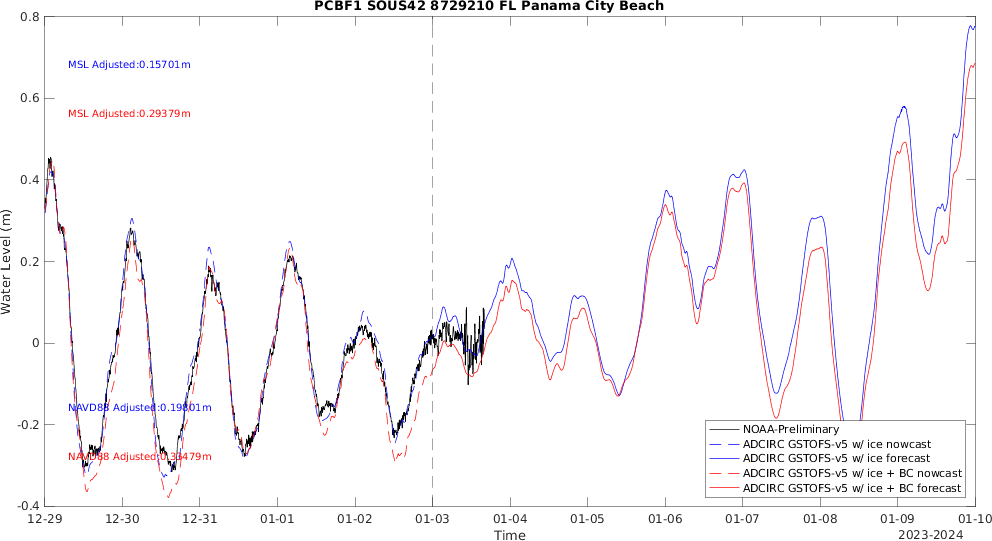 PCBF1 SOUS42 8729210 FL Panama City Beach
0.8
0.6
0.4
0.2
0
-0.2
-0.4
Water Level (m)
MSL Adjusted:0.15701m
MSL Adjusted:0.29379m
NAVD88 Adjusted:0.19801m
NAVD88 Adjusted:0.33479m
NOAA-Preliminary
ADCIRC GSTOFS-v5 w/ ice nowcast
ADCIRC GSTOFS-v5 w/ ice forecast
ADCIRC GSTOFS-v5 w/ ice + BC nowcast
ADCIRC GSTOFS-v5 w/ ice + BC forecast
12-29 12-30 12-31 01-01 01-02 01-03 01-04 01-05 01-06 01-07 01-08 01-09 01-10
Time
2023-2024